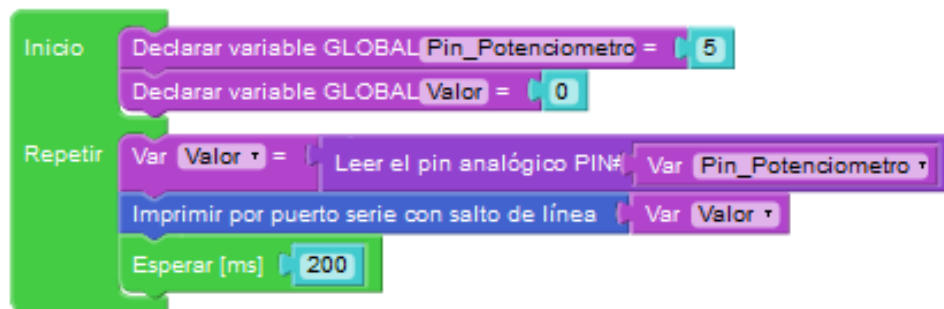 Inicio Declarar variable GLOBAL Pin_Potenciometro = 5
Declarar variable GLOBAL Valor = 0
Repetir Var Valor = Leer el pin analógico PIN# Var Pin_Potenciometro
Imprimir por puerto serie con salto de línea Var Valor
Esperar [ms] 200